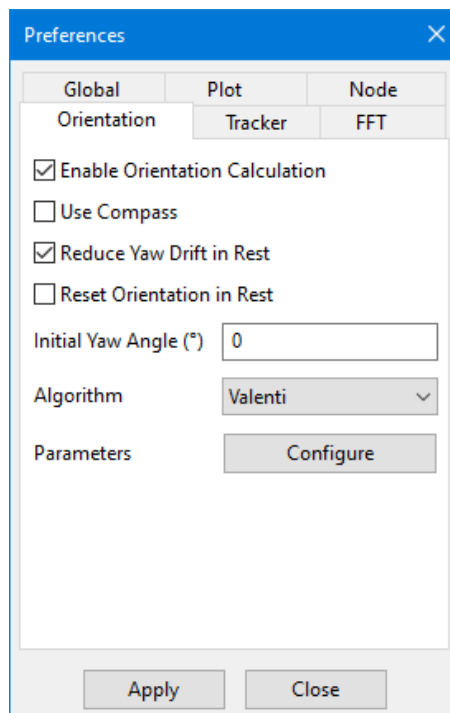 Preferences
Global Plot Node
Orientation Tracker FFT
Enable Orientation Calculation
Use Compass
Reduce Yaw Drift in Rest
Reset Orientation in Rest
Initial Yaw Angle (°) 0
Algorithm Valenti
Parameters Configure
Apply Close